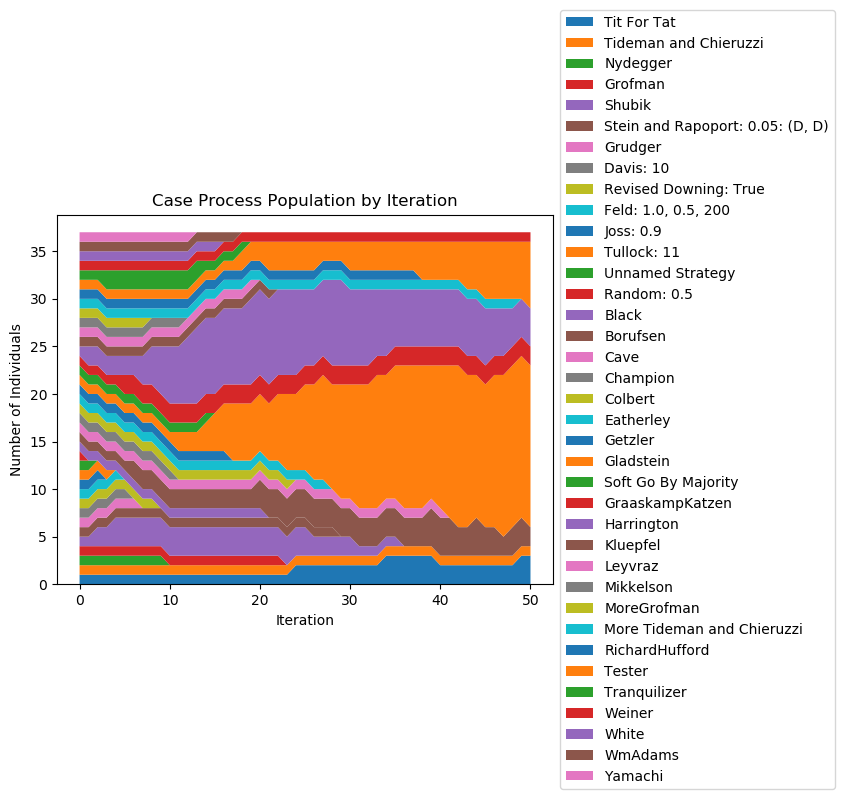 Case Process Population by Iteration
Number of Individuals
35
30
25
20
15
10
5
0
0 10 20 30 40 50
Iteration
Tit For Tat
Tideman and Chieruzzi
Nydegger
Grofman
Shubik
Stein and Rapoport: 0.05: (D, D)
Grudger
Davis: 10
Revised Downing: True
Feld: 1.0, 0.5, 200
Joss: 0.9
Tullock: 11
Unnamed Strategy
Random: 0.5
Black
Borufsen
Cave
Champion
Colbert
Eatherley
Getzler
Gladstein
Soft Go By Majority
GraaskampKatzen
Harrington
Kluepfel
Leyvraz
Mikkelson
MoreGrofman
More Tideman and Chieruzzi
RichardHufford
Tester
Tranquilizer
Weiner
White
WmAdams
Yamachi